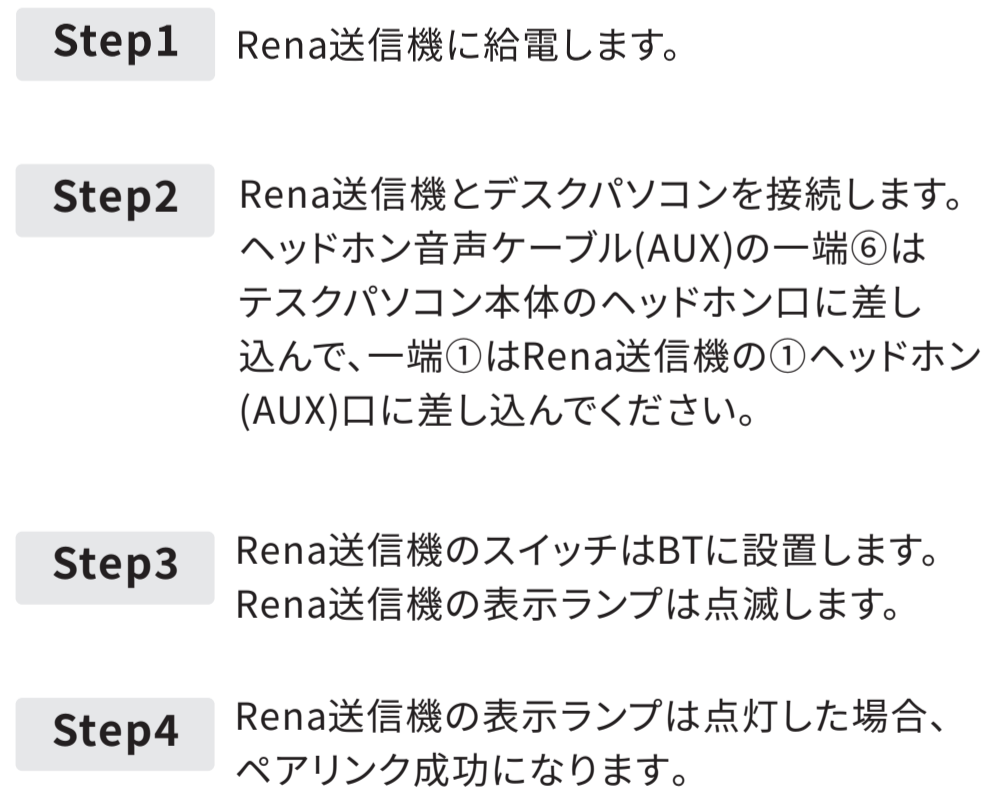 Step1 Rena送信機に給電します。
Step2 Rena送信機とデスクパソコンを接続します。
ヘッドホン音声ケーブル(AUX)の一端⑥は
テスクパソコン本体のヘッドホン口に差し
込んで、一端①はRena送信機の①ヘッドホン
(AUX)口に差し込んでください。
Step3 Rena送信機のスイッチはBTに設置します。
Rena送信機の表示ランプは点滅します。
Step4 Rena送信機の表示ランプは点灯した場合、
ペアリンク成功になります。